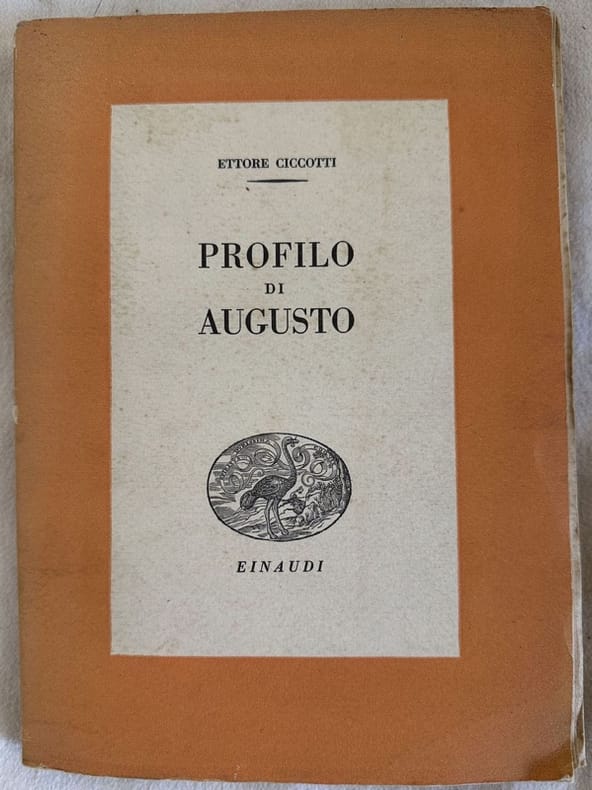 ETTORE CICCOTTI
PROFILO
DI
AUGUSTO
EINAUDI